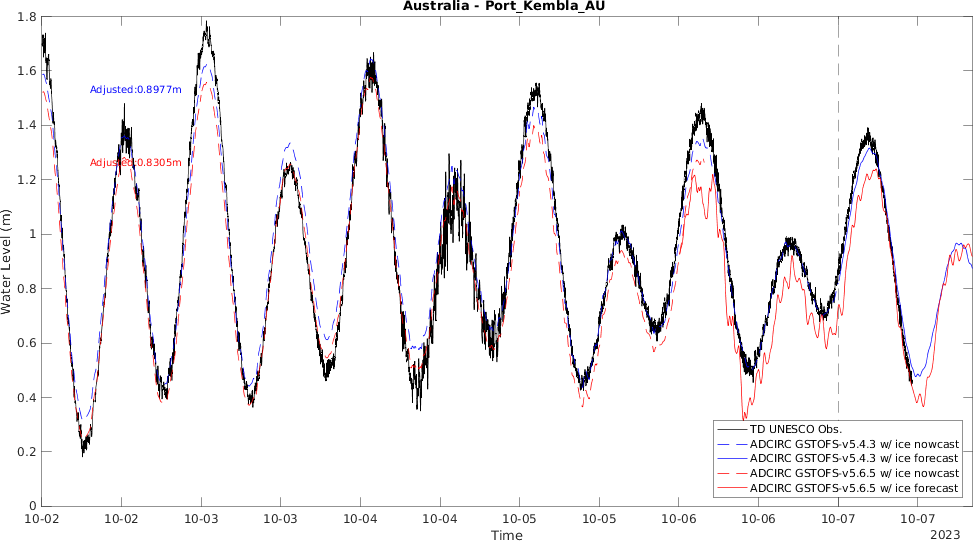 Australia - Port_Kembla_AU
1.8
1.6
1.4
1.2
1
0.8
0.6
0.4
0.2
0
Water Level (m)
Adjusted:0.8977m
Adjusted:0.8305m
TD UNESCO Obs.
ADCIRC GSTOFS-v5.4.3 w/ ice nowcast
ADCIRC GSTOFS-v5.4.3 w/ ice forecast
ADCIRC GSTOFS-v5.6.5 w/ ice nowcast
ADCIRC GSTOFS-v5.6.5 w/ ice forecast
10-02 10-02 10-03 10-03 10-04 10-04 10-05 10-05 10-06 10-06 10-07 10-07
Time
2023